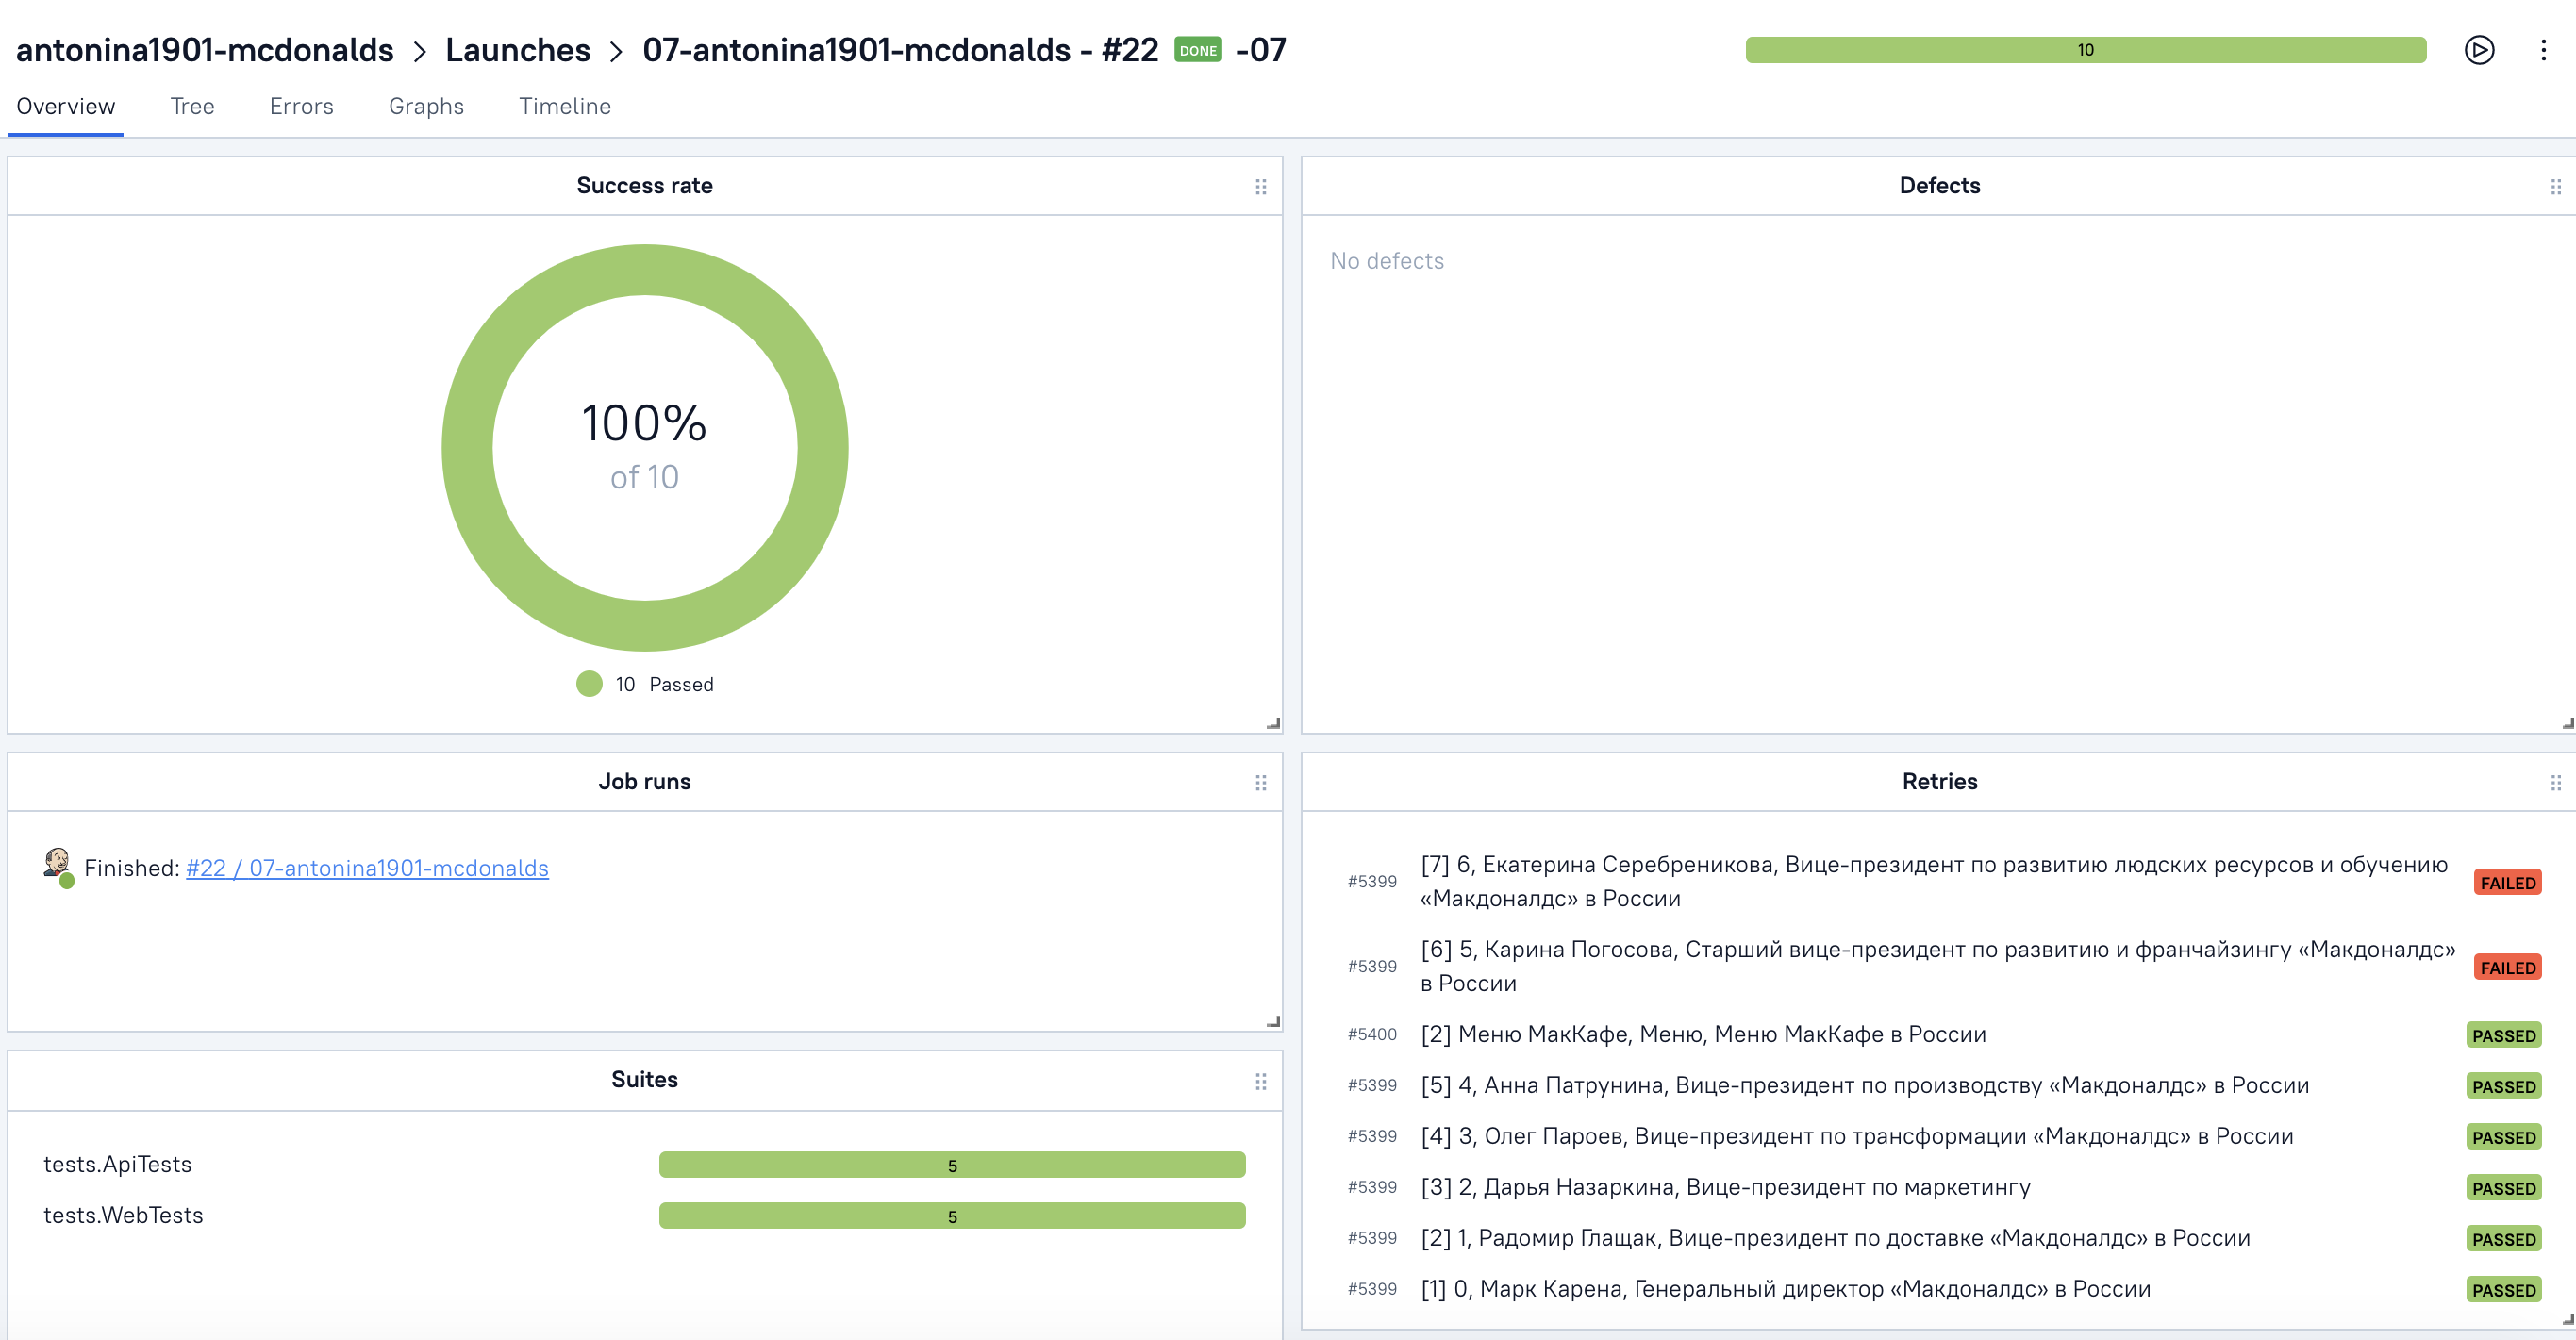 antonina1901-mcdonalds > Launches > 07-antonina1901-mcdonalds - #22 DONE -07
10
Overview Tree Errors Graphs Timeline
Success rate
100%
of 10
10 Passed
Defects
No defects
Job runs
Finished: #22 / 07-antonina1901-mcdonalds
Suites
tests.ApiTests 5
tests.WebTests 5
Retries
#5399 [7] 6, Екатерина Серебреникова, Вице-президент по развитию людских ресурсов и обучению
«Макдоналдс» в России FAILED
#5399 [6] 5, Карина Погосова, Старший вице-президент по развитию и франчайзингу «Макдоналдс»
в России FAILED
#5400 [2] Меню МакКафе, Меню, Меню МакКафе в России PASSED
#5399 [5] 4, Анна Патрунина, Вице-президент по производству «Макдоналдс» в России PASSED
#5399 [4] 3, Олег Пароев, Вице-президент по трансформации «Макдоналдс» в России PASSED
#5399 [3] 2, Дарья Назаркина, Вице-президент по маркетингу PASSED
#5399 [2] 1, Радомир Глащак, Вице-президент по доставке «Макдоналдс» в России PASSED
#5399 [1] 0, Марк Карена, Генеральный директор «Макдоналдс» в России PASSED